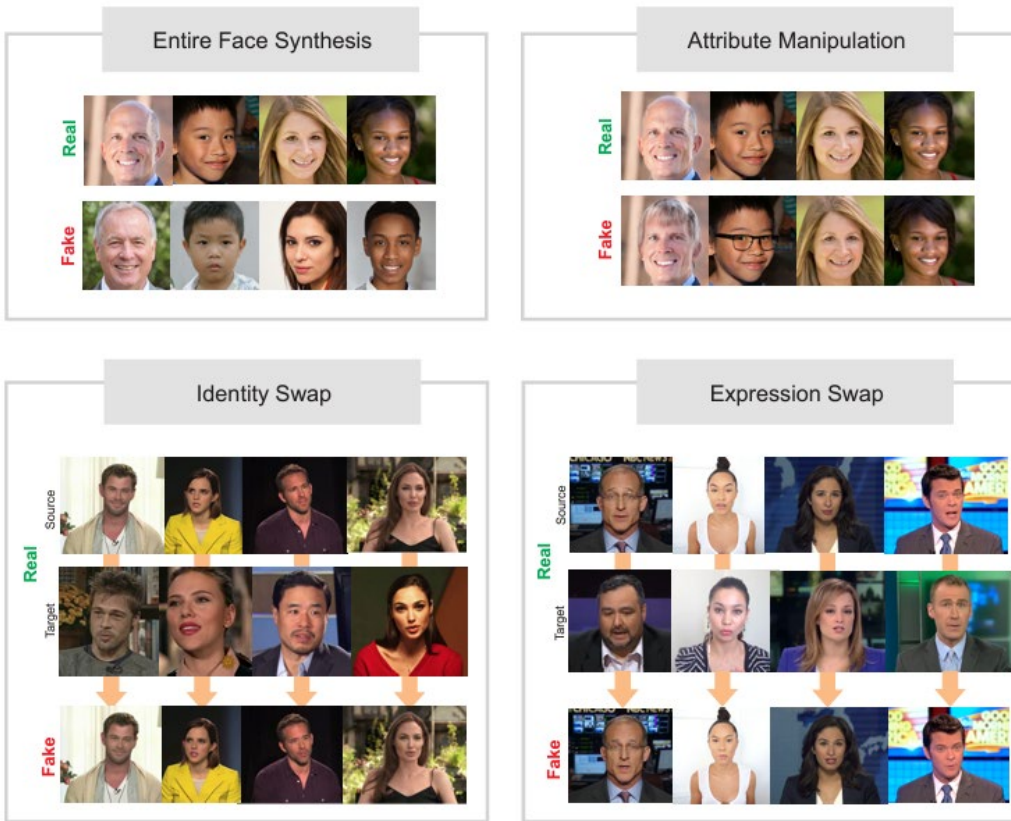 Entire Face Synthesis
Real
Fake
Attribute Manipulation
Real
Fake
Identity Swap
Real
Source
Target
Fake
Expression Swap
Real
Source
Target
Fake